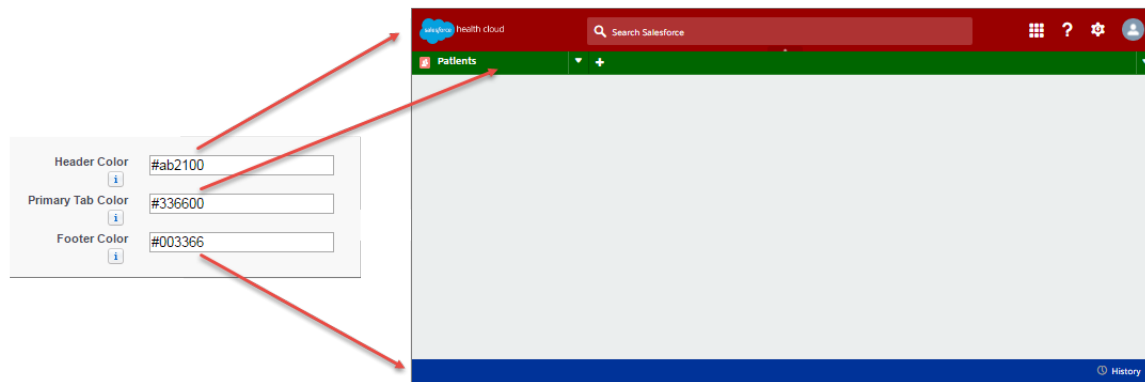 salesforce health cloud
Search Salesforce
?
Patients
+
Header Color #ab2100
i
Primary Tab Color #336600
i
Footer Color #003366
i
History